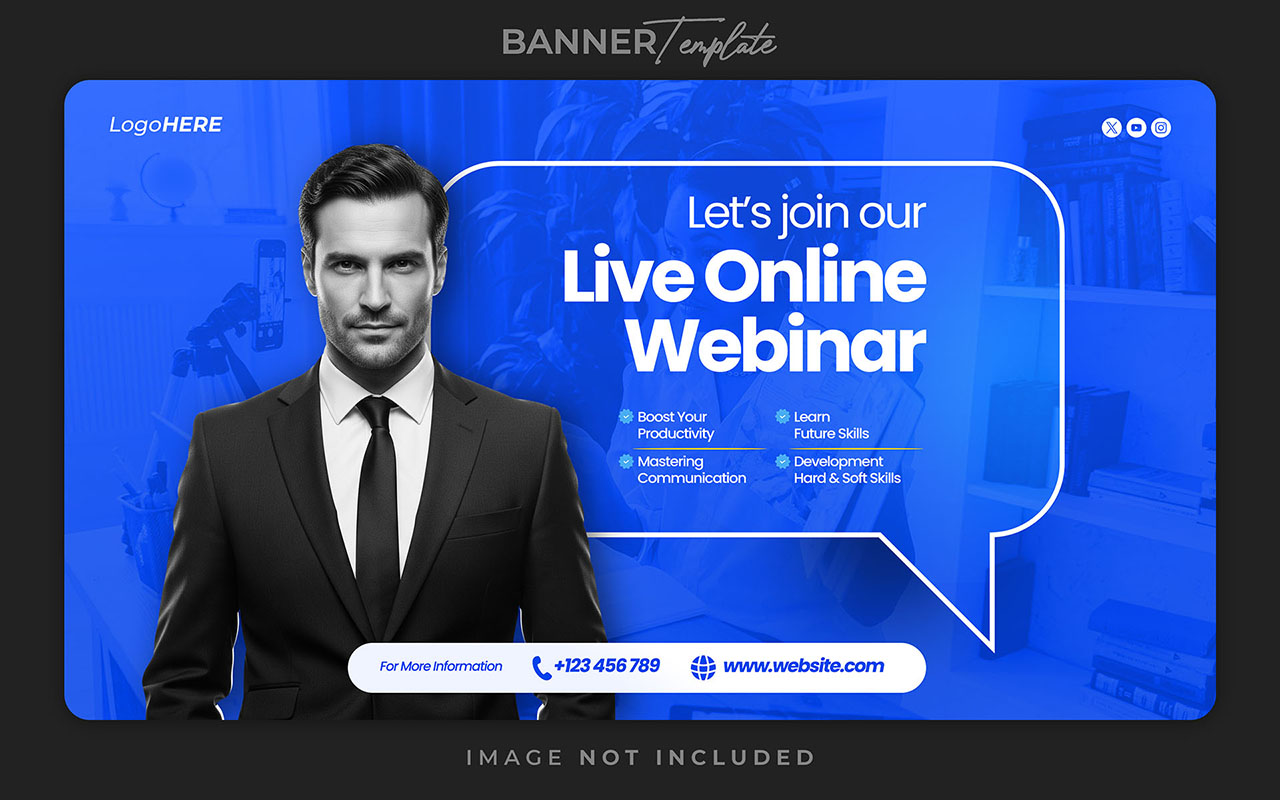 BANNER Template
LogoHERE
Let's join our
Live Online
Webinar
Boost Your
Productivity
Learn
Future Skills
Mastering
Communication
Development
Hard & Soft Skills
For More Information
+123 456 789
www.website.com
IMAGE NOT INCLUDED